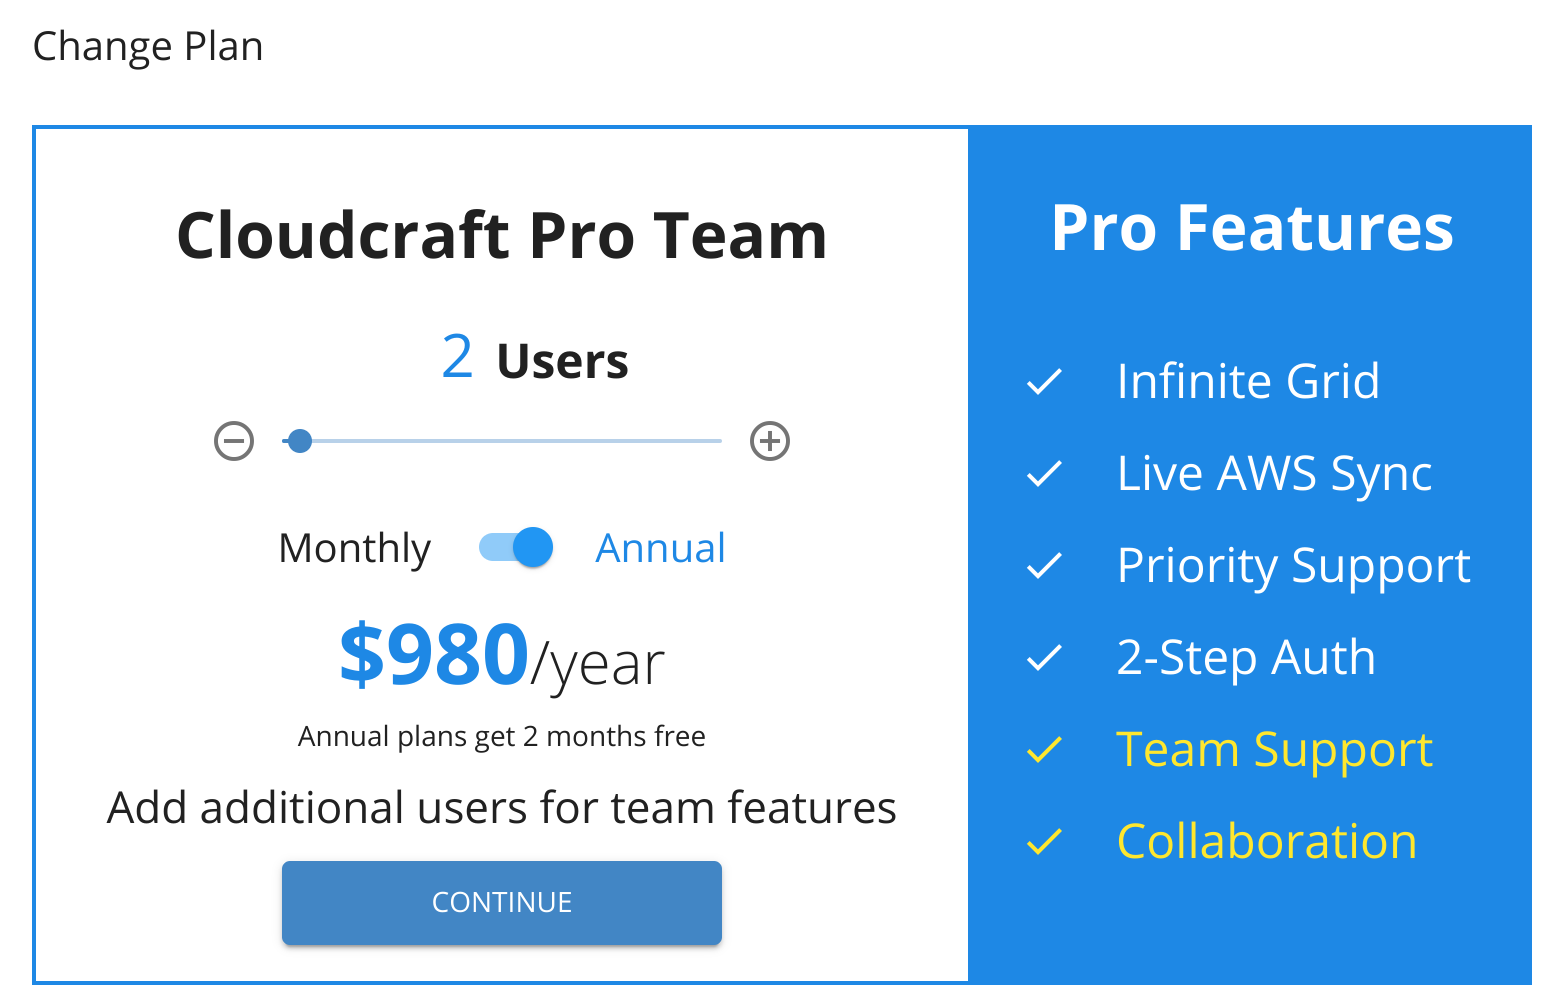 Change Plan
Cloudcraft Pro Team
2 Users
Monthly Annual
$980/year
Annual plans get 2 months free
Add additional users for team features
CONTINUE
Pro Features
Infinite Grid
Live AWS Sync
Priority Support
2-Step Auth
Team Support
Collaboration